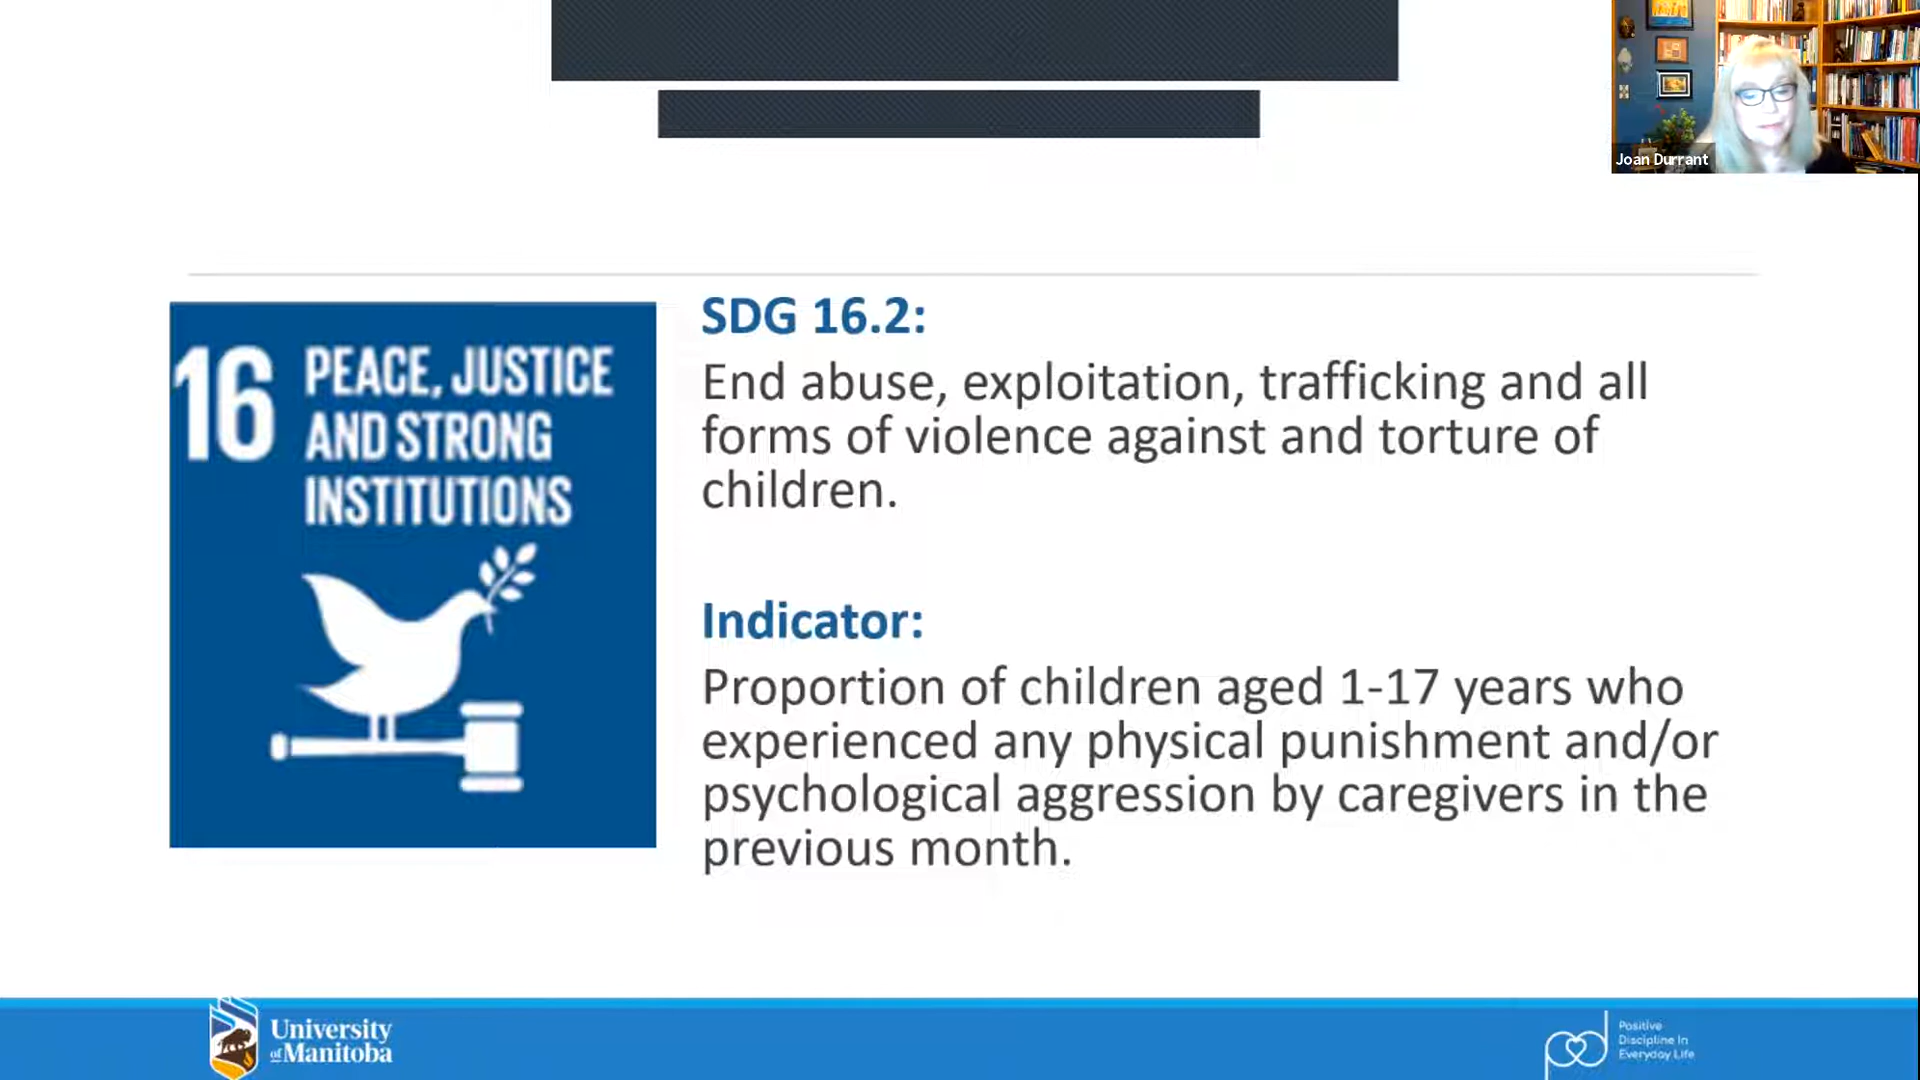 Joan Durrant
16 PEACE, JUSTICE
AND STRONG
INSTITUTIONS
SDG 16.2:
End abuse, exploitation, trafficking and all
forms of violence against and torture of
children.
Indicator:
Proportion of children aged 1-17 years who
experienced any physical punishment and/or
psychological aggression by caregivers in the
previous month.
University
of Manitoba
pd
Positive
Discipline In
Everyday Life